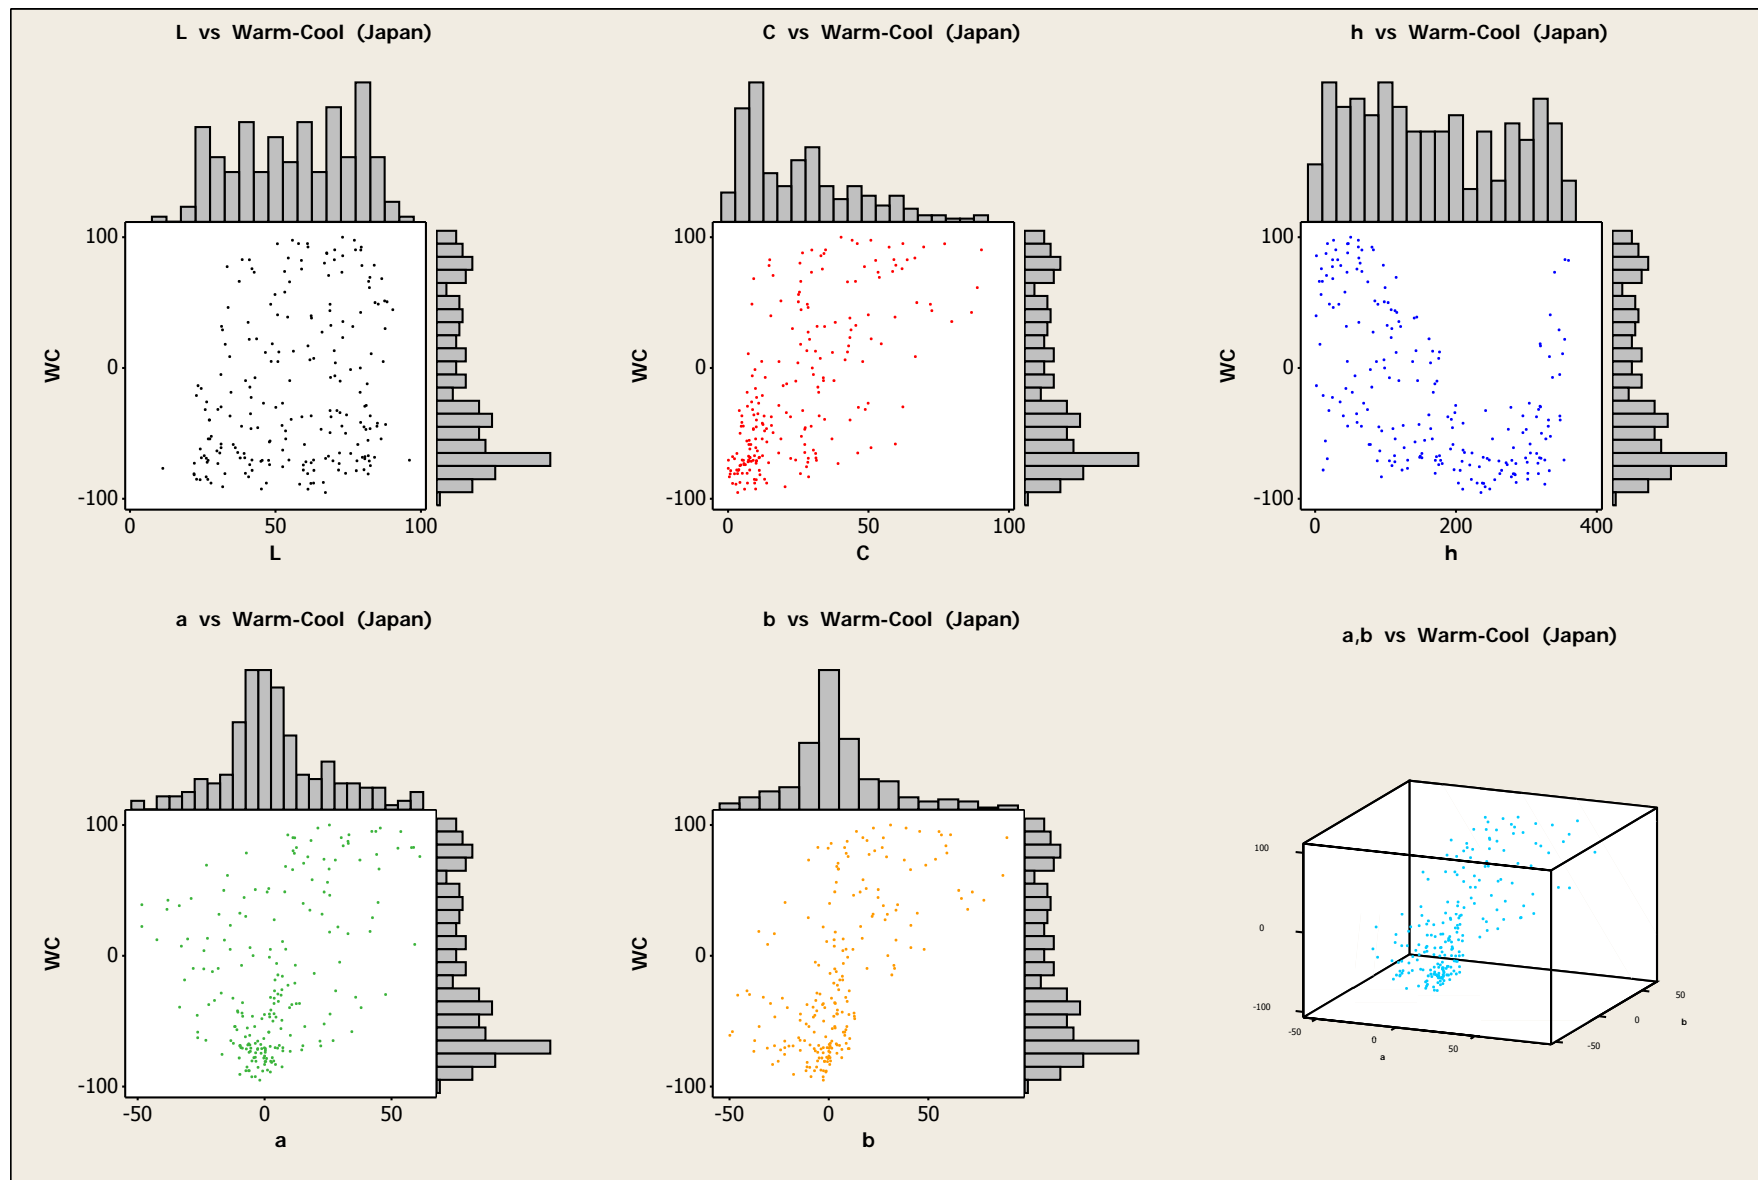 L vs Warm-Cool (Japan)
C vs Warm-Cool (Japan)
h vs Warm-Cool (Japan)
100
0
-100
WC
0
50
100
L
100
0
-100
WC
0
50
100
C
100
0
-100
WC
0
200
400
h
a vs Warm-Cool (Japan)
b vs Warm-Cool (Japan)
a,b vs Warm-Cool (Japan)
100
0
-100
WC
-50
0
50
a
100
0
-100
WC
-50
0
50
b
100
0
-100
-50
0
50
a
-50
0
50
b